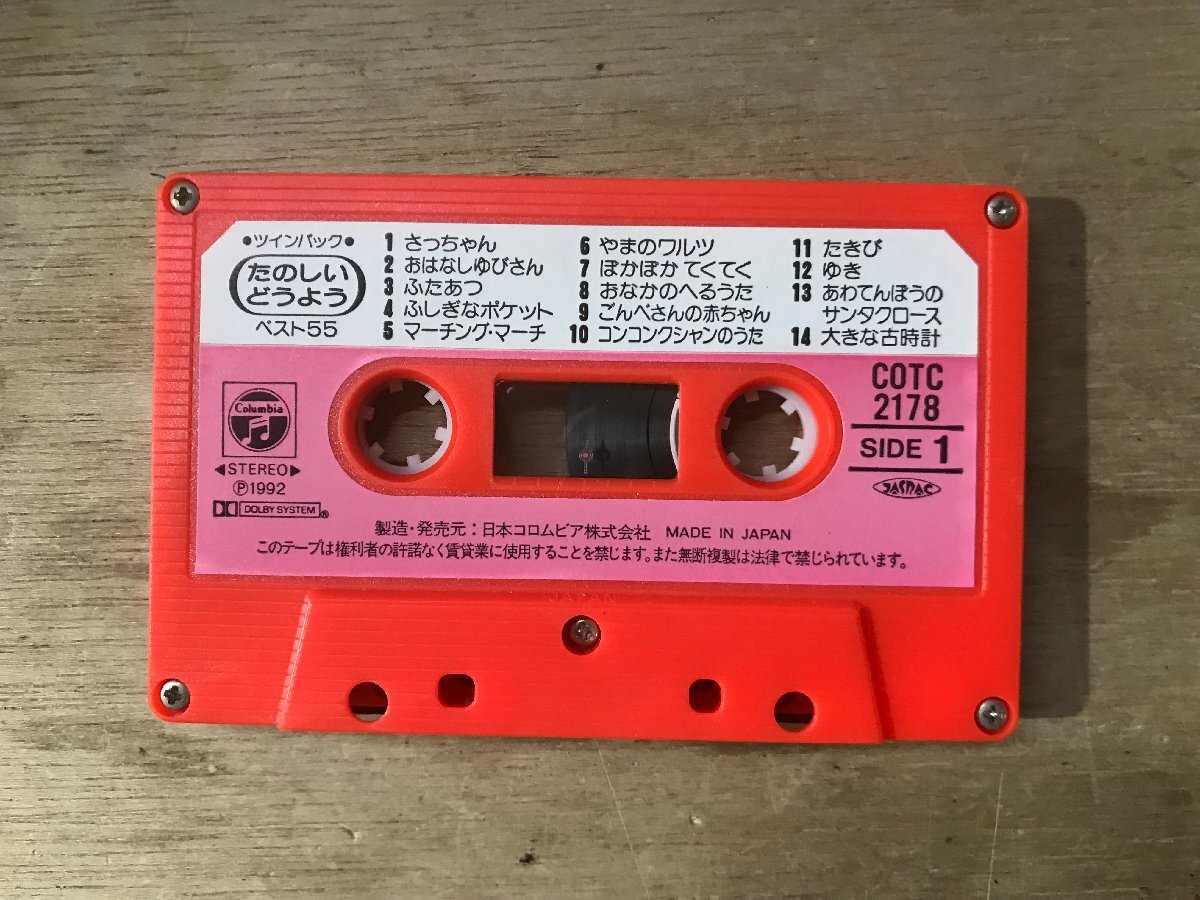 ●ツインパック●
たのしい
どうよう
ベスト55
1 さっちゃん
2 おはなしゆびさん
3 ふたあつ
4 ふしぎなポケット
5 マーチング・マーチ
6 やまのワルツ
7 ぽかぽか てくてく
8 おなかのへるうた
9 ごんべさんの赤ちゃん
10 コンコンクシャンのうた
11 たきび
12 ゆき
13 あわてんぼうの
サンタクロース
14 大きな古時計
Columbia
◀STEREO▶
Ⓟ1992
DOLBY SYSTEM®
COTC
2178
SIDE 1
JASRAC
製造・発売元：日本コロムビア株式会社 MADE IN JAPAN
このテープは権利者の許諾なく賃貸業に使用することを禁じます。また無断複製は法律で禁じられています。
JAPAN